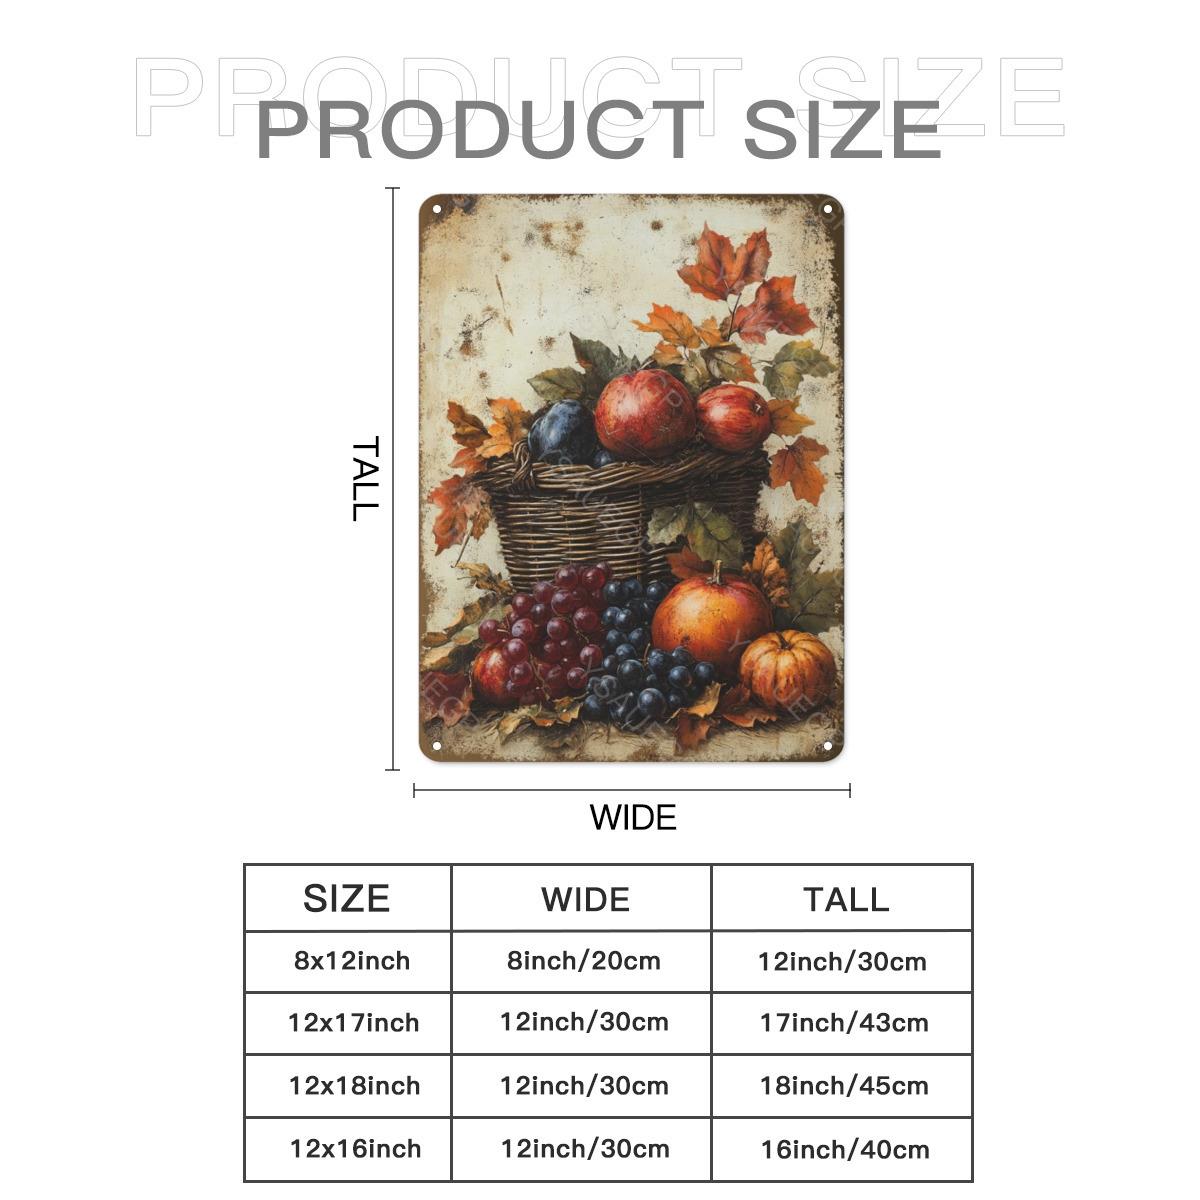 PRODUCT SIZE
PRODUCT SIZE
TALL
WIDE
SIZE WIDE TALL
8x12inch 8inch/20cm 12inch/30cm
12x17inch 12inch/30cm 17inch/43cm
12x18inch 12inch/30cm 18inch/45cm
12x16inch 12inch/30cm 16inch/40cm